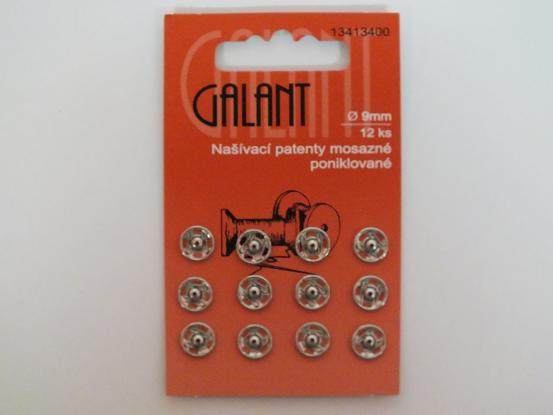 13413400
GALANT
Ø 9mm
12 ks
Našívací patenty mosazné
poniklované